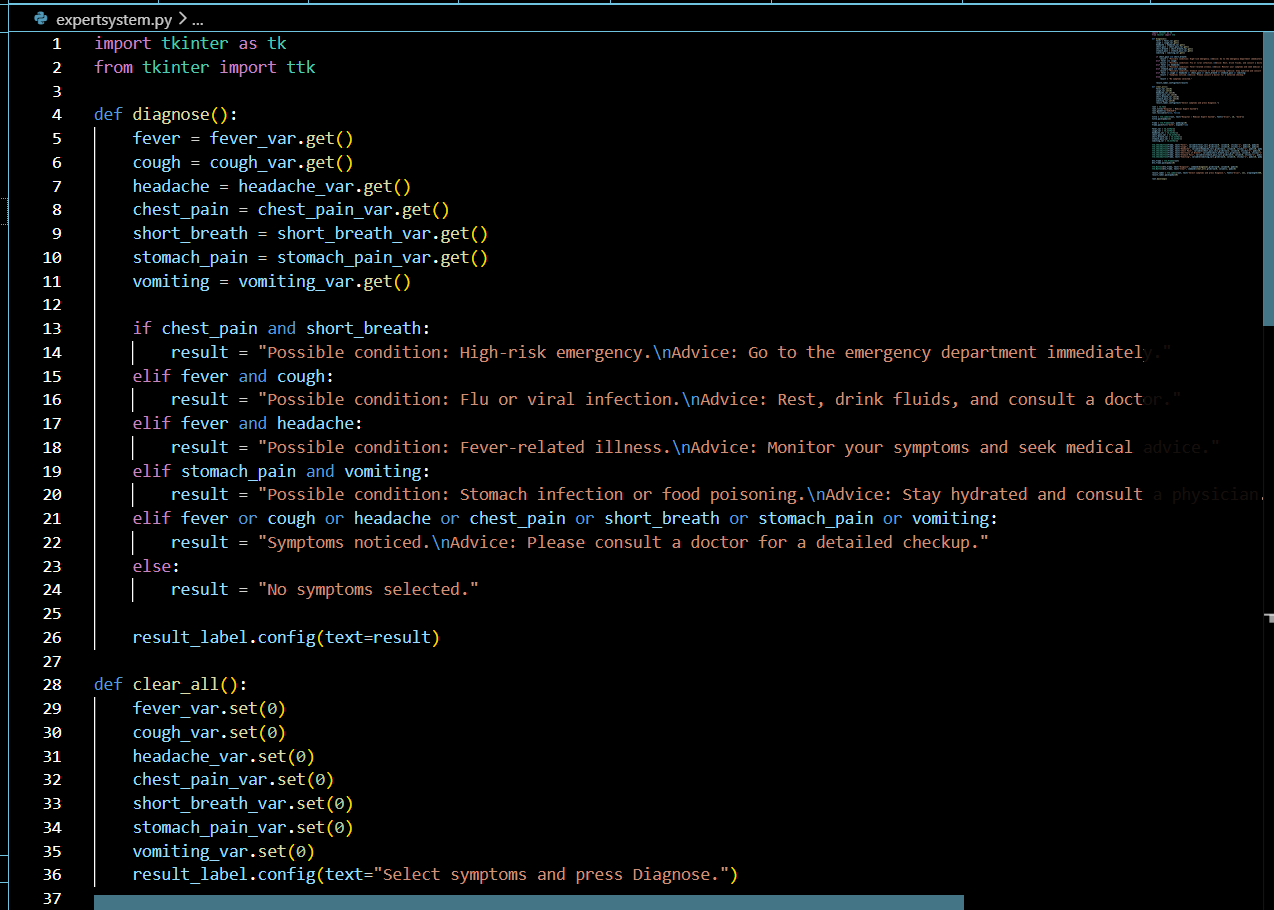 expertsystem.py > ...
1 import tkinter as tk
2 from tkinter import ttk
3
4 def diagnose():
5     fever = fever_var.get()
6     cough = cough_var.get()
7     headache = headache_var.get()
8     chest_pain = chest_pain_var.get()
9     short_breath = short_breath_var.get()
10     stomach_pain = stomach_pain_var.get()
11     vomiting = vomiting_var.get()
12
13     if chest_pain and short_breath:
14         result = "Possible condition: High-risk emergency.\nAdvice: Go to the emergency department immediately."
15     elif fever and cough:
16         result = "Possible condition: Flu or viral infection.\nAdvice: Rest, drink fluids, and consult a doctor."
17     elif fever and headache:
18         result = "Possible condition: Fever-related illness.\nAdvice: Monitor your symptoms and seek medical advice."
19     elif stomach_pain and vomiting:
20         result = "Possible condition: Stomach infection or food poisoning.\nAdvice: Stay hydrated and consult a physician.
21     elif fever or cough or headache or chest_pain or short_breath or stomach_pain or vomiting:
22         result = "Symptoms noticed.\nAdvice: Please consult a doctor for a detailed checkup."
23     else:
24         result = "No symptoms selected."
25
26     result_label.config(text=result)
27
28 def clear_all():
29     fever_var.set(0)
30     cough_var.set(0)
31     headache_var.set(0)
32     chest_pain_var.set(0)
33     short_breath_var.set(0)
34     stomach_pain_var.set(0)
35     vomiting_var.set(0)
36     result_label.config(text="Select symptoms and press Diagnose.")
37